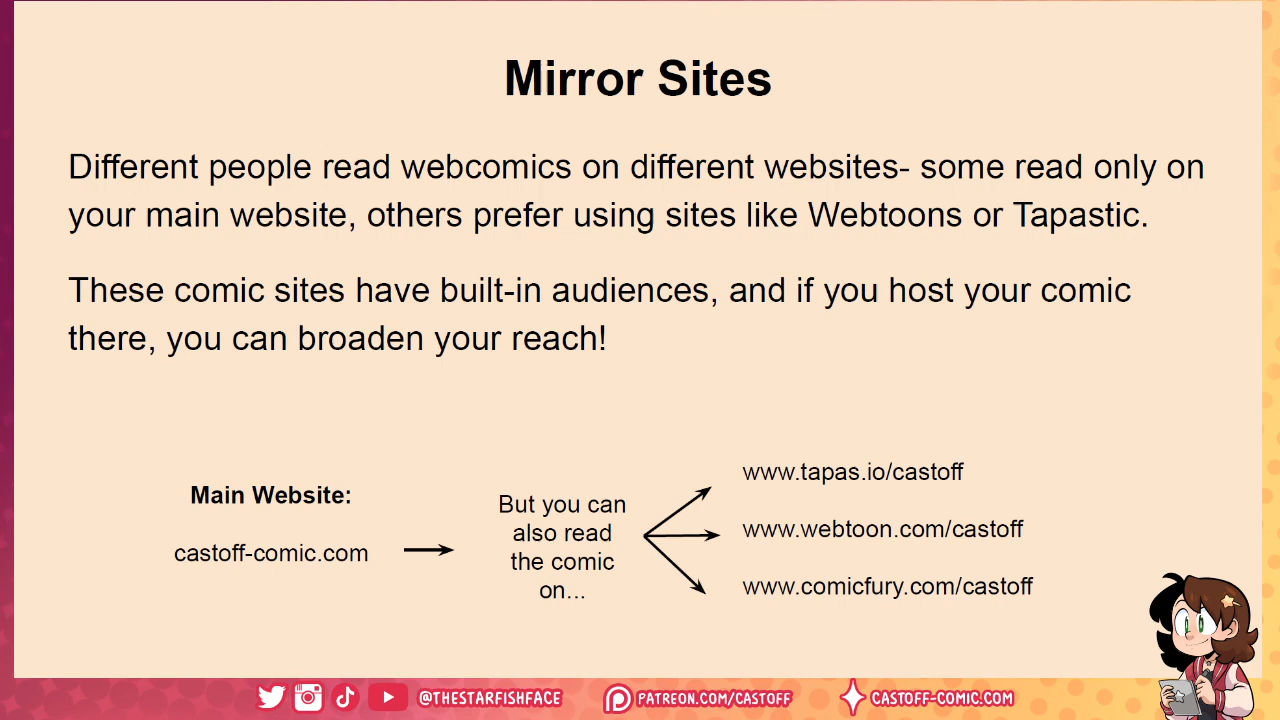 Mirror Sites
Different people read webcomics on different websites- some read only on
your main website, others prefer using sites like Webtoons or Tapastic.
These comic sites have built-in audiences, and if you host your comic
there, you can broaden your reach!
Main Website:
castoff-comic.com
But you can
also read
the comic
on...
www.tapas.io/castoff
www.webtoon.com/castoff
www.comicfury.com/castoff
@THESTARFISHFACE
PATREON.COM/CASTOFF
CASTOFF-COMIC.COM